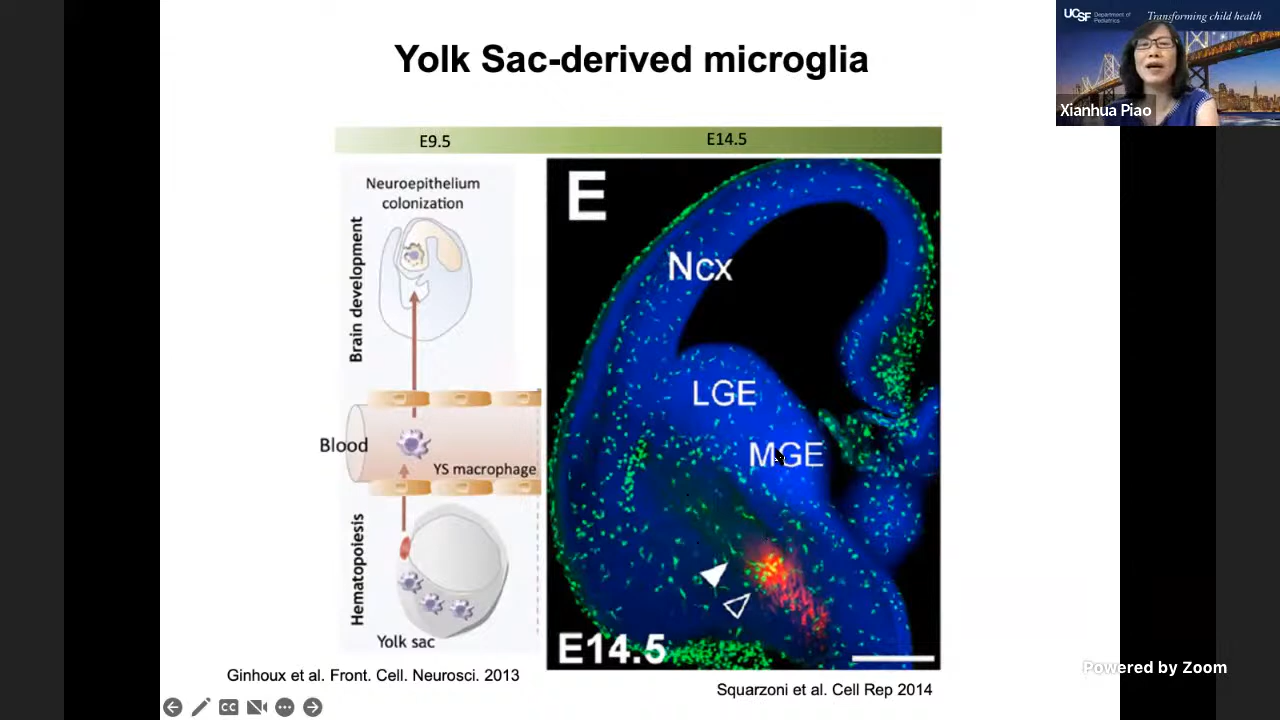 Yolk Sac-derived microglia
UCSF Department of
Pediatrics
Transforming child health
Xianhua Piao
E9.5
E14.5
Neuroepithelium
colonization
Brain development
Blood
YS macrophage
Hematopoiesis
Yolk sac
E
Ncx
LGE
MGE
E14.5
Ginhoux et al. Front. Cell. Neurosci. 2013
Squarzoni et al. Cell Rep 2014
Powered by Zoom
CC